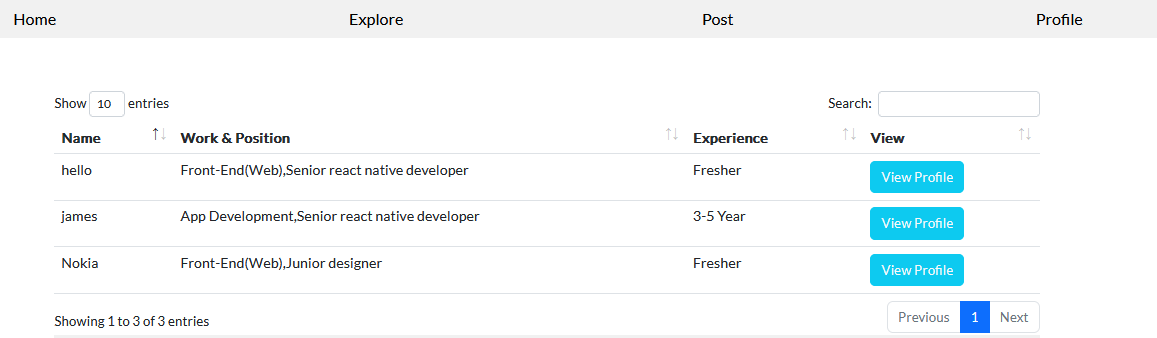 Home Explore Post Profile
Show 10 entries Search:
Name Work & Position Experience View
hello Front-End(Web),Senior react native developer Fresher View Profile
james App Development,Senior react native developer 3-5 Year View Profile
Nokia Front-End(Web),Junior designer Fresher View Profile
Showing 1 to 3 of 3 entries Previous 1 Next